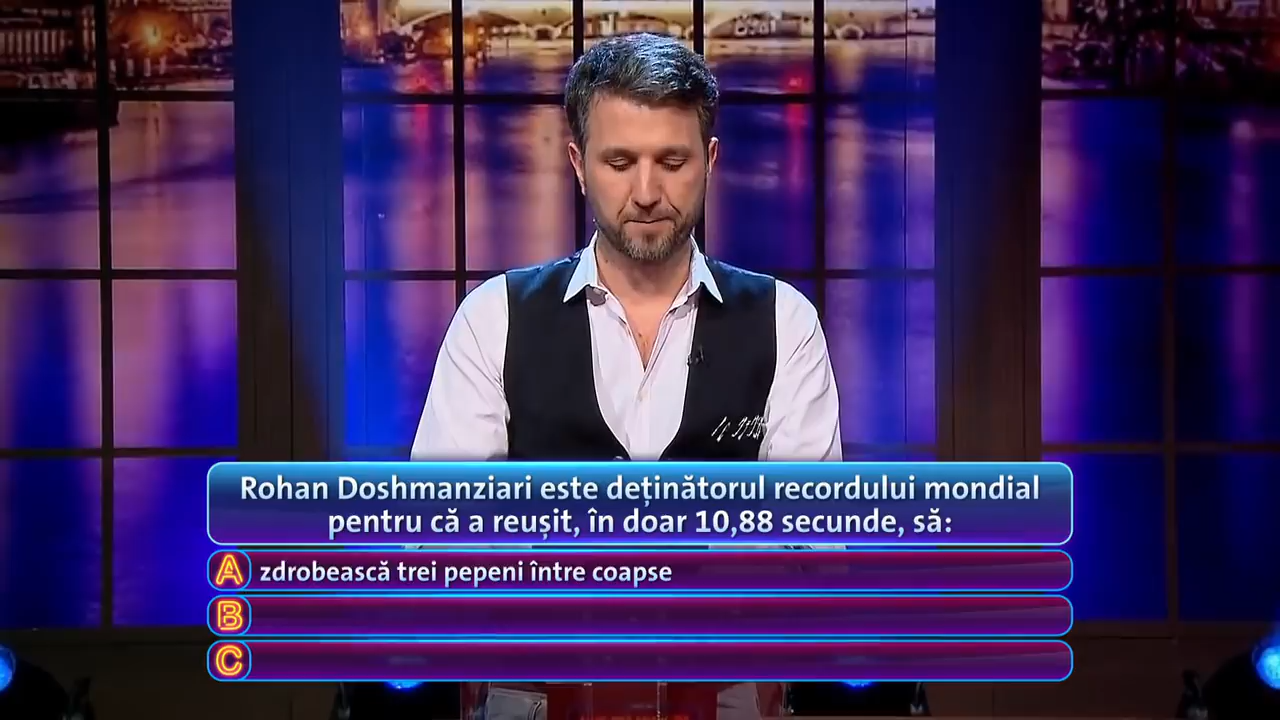 Rohan Doshmanziari este deținătorul recordului mondial
pentru că a reușit, în doar 10,88 secunde, să:
A zdrobească trei pepeni între coapse
B
C